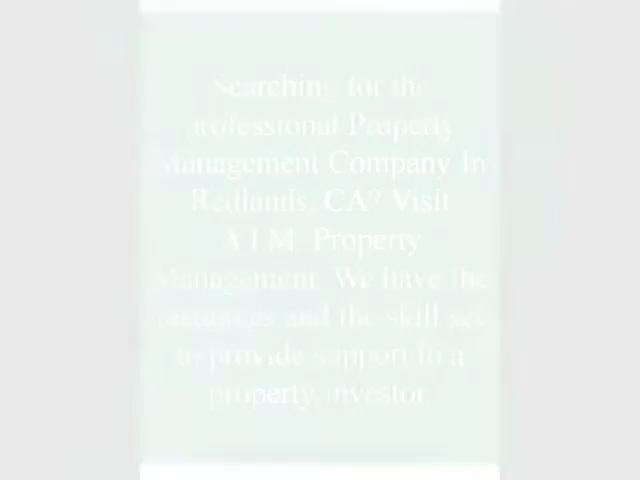 Searching for the
professional Property
Management Company In
Redlands, CA? Visit
A.I.M. Property
Management. We have the
resources and the skill set
to provide support to a
property investor.